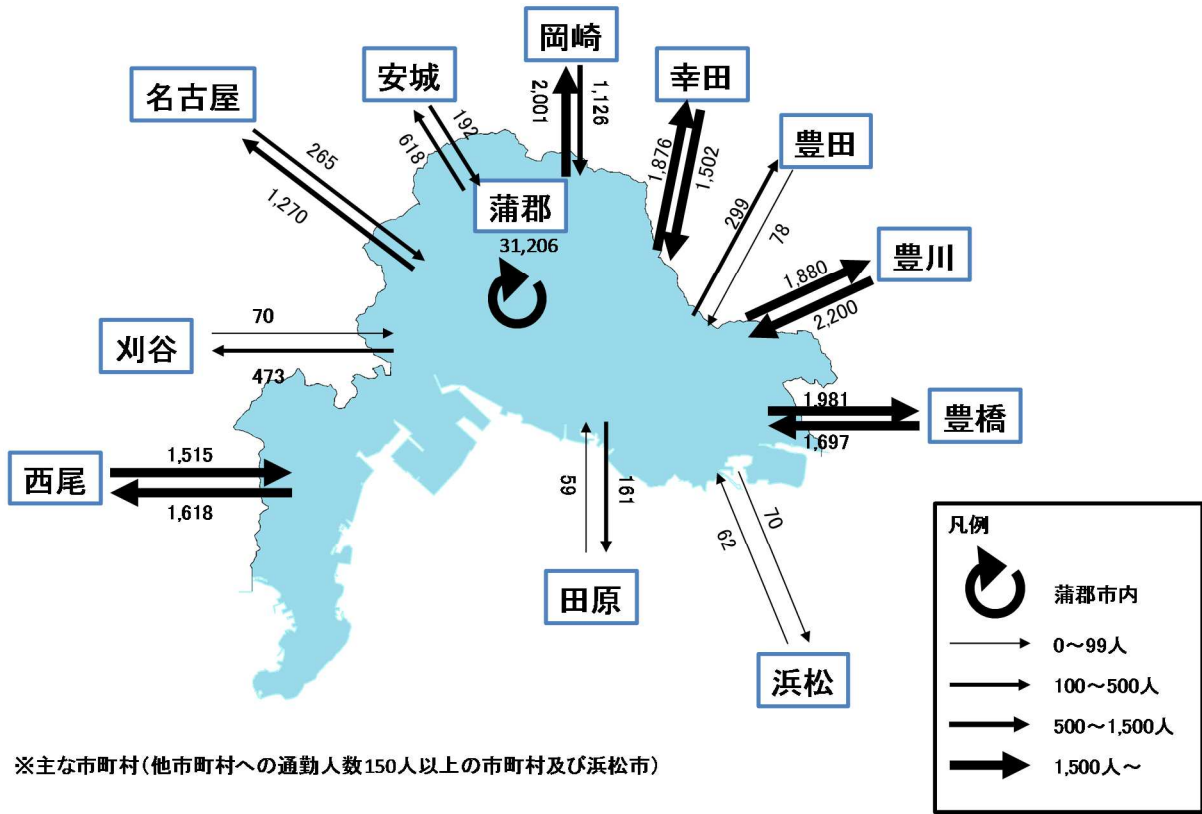 岡崎
2,001
1,126
安城
192
618
幸田
1,876
1,502
名古屋
265
1,270
豊田
299
78
蒲郡
31,206
豊川
1,880
2,200
刈谷
70
473
豊橋
1,981
1,697
西尾
1,515
1,618
田原
59
161
浜松
62
70
凡例
蒲郡市内
0～99人
100～500人
500～1,500人
1,500人～
※主な市町村(他市町村への通勤人数150人以上の市町村及び浜松市)